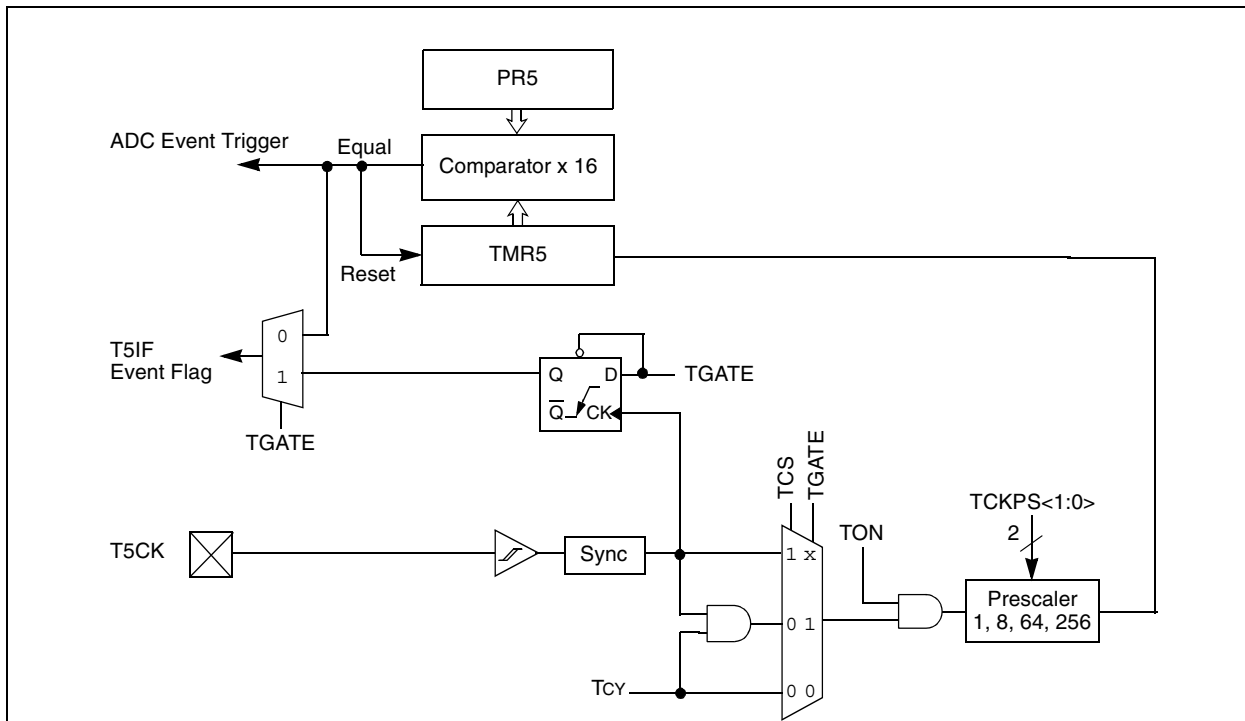 PR5
ADC Event Trigger
Equal
Comparator x 16
TMR5
Reset
0
T5IF
Event Flag
1
TGATE
Q D
Q̅ CK
TGATE
TCS
TGATE
TCKPS<1:0>
2
T5CK
Sync
1 x
TON
Prescaler
1, 8, 64, 256
0 1
TCY
0 0